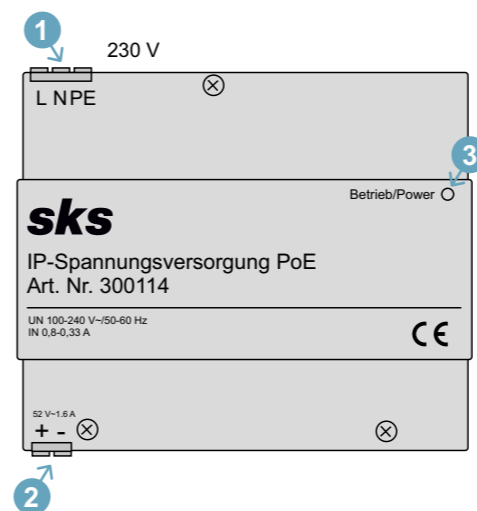 1
230 V
L NPE
3
Betrieb/Power
sks
IP-Spannungsversorgung PoE
Art. Nr. 300114
UN 100-240 V~/50-60 Hz
IN 0,8-0,33 A
CE
52 V~1.6 A
+ -
2